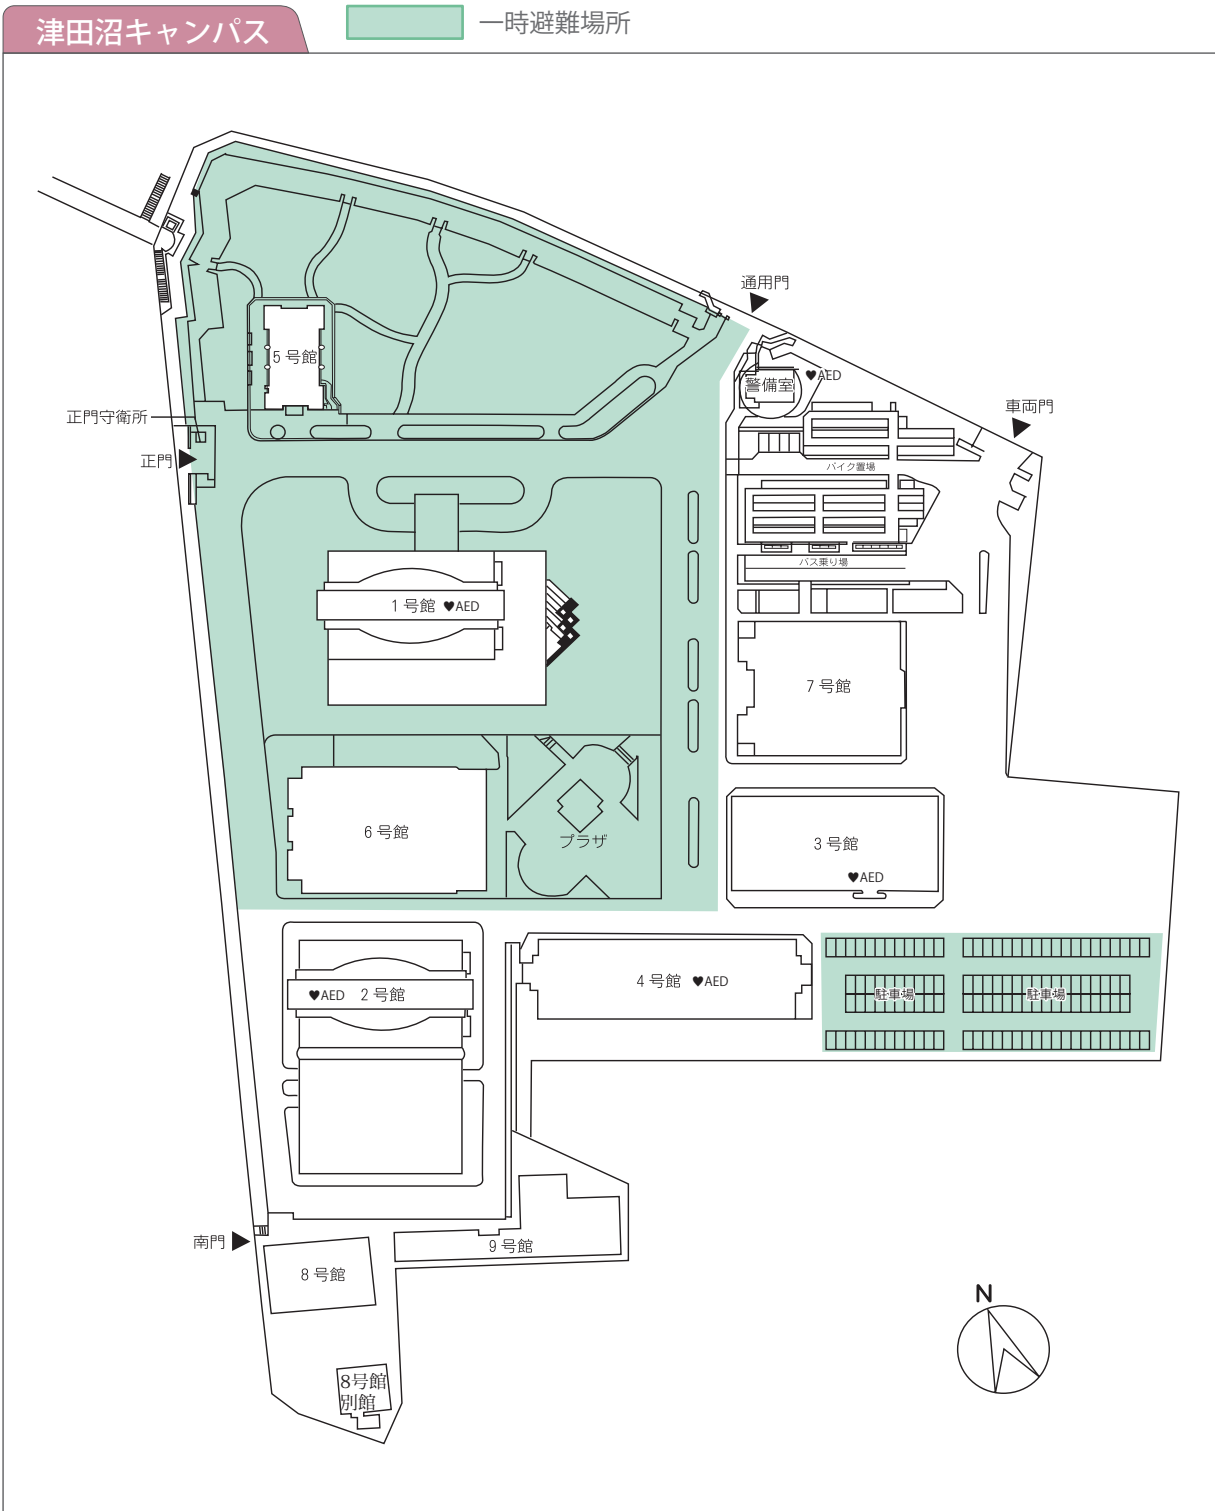 津田沼キャンパス
一時避難場所
通用門
5 号館
警備室
♥AED
正門守衛所
車両門
正門
バイク置場
バス乗り場
1 号館 ♥AED
7 号館
6 号館
プラザ
3 号館
♥AED
4 号館 ♥AED
♥AED 2 号館
駐車場
駐車場
南門
9 号館
8 号館
N
8号館
別館